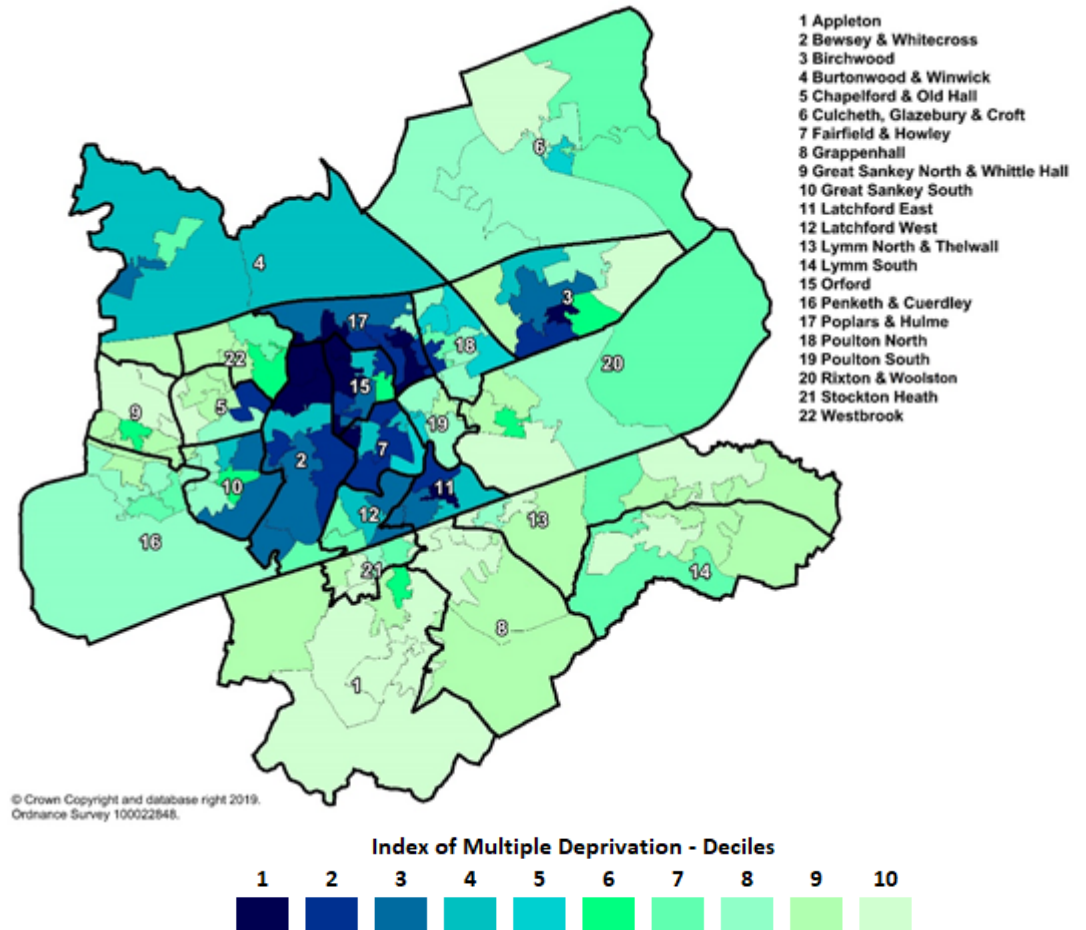 1 Appleton
2 Bewsey & Whitecross
3 Birchwood
4 Burtonwood & Winwick
5 Chapelford & Old Hall
6 Culcheth, Glazebury & Croft
7 Fairfield & Howley
8 Grappenhall
9 Great Sankey North & Whittle Hall
10 Great Sankey South
11 Latchford East
12 Latchford West
13 Lymm North & Thelwall
14 Lymm South
15 Orford
16 Penketh & Cuerdley
17 Poplars & Hulme
18 Poulton North
19 Poulton South
20 Rixton & Woolston
21 Stockton Heath
22 Westbrook
6
4
3
17
18
20
22
15
9
5
19
7
2
10
11
12
13
16
21
14
8
1
© Crown Copyright and database right 2019.
Ordnance Survey 100022848.
Index of Multiple Deprivation - Deciles
1 2 3 4 5 6 7 8 9 10